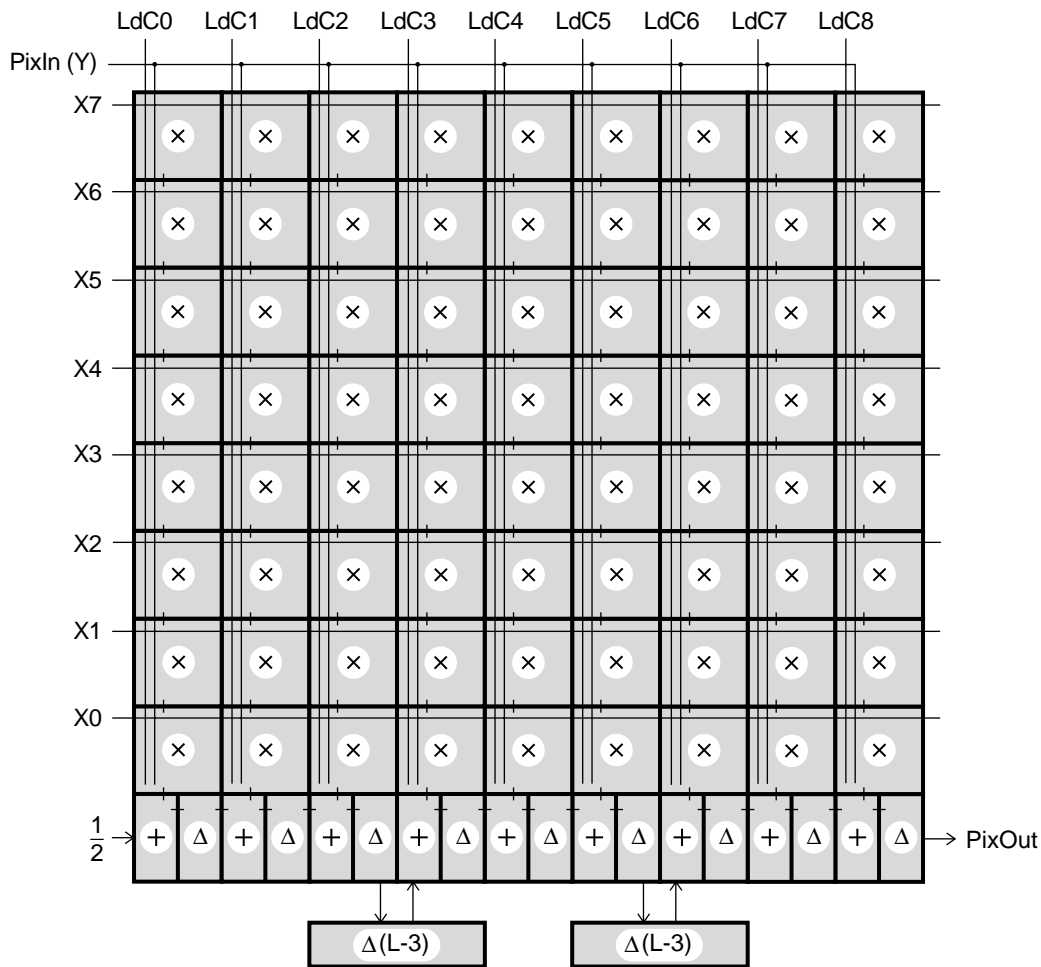 LdC0 LdC1 LdC2 LdC3 LdC4 LdC5 LdC6 LdC7 LdC8
PixIn (Y)
X7
× × × × × × × × ×
X6
× × × × × × × × ×
X5
× × × × × × × × ×
X4
× × × × × × × × ×
X3
× × × × × × × × ×
X2
× × × × × × × × ×
X1
× × × × × × × × ×
X0
× × × × × × × × ×
1
2
+ Δ + Δ + Δ + Δ + Δ + Δ + Δ + Δ + Δ PixOut
Δ(L-3) Δ(L-3)